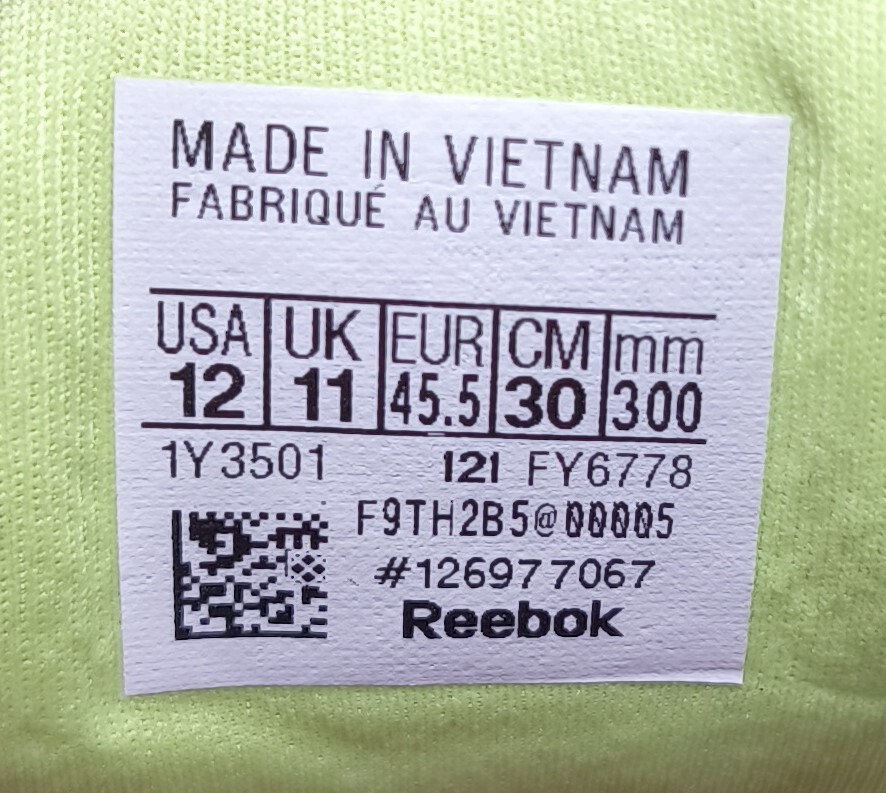 MADE IN VIETNAM
FABRIQUÉ AU VIETNAM
USA UK EUR CM mm
12 11 45.5 30 300
1Y3501 121 FY6778
F9TH2B5@00005
#126977067
Reebok